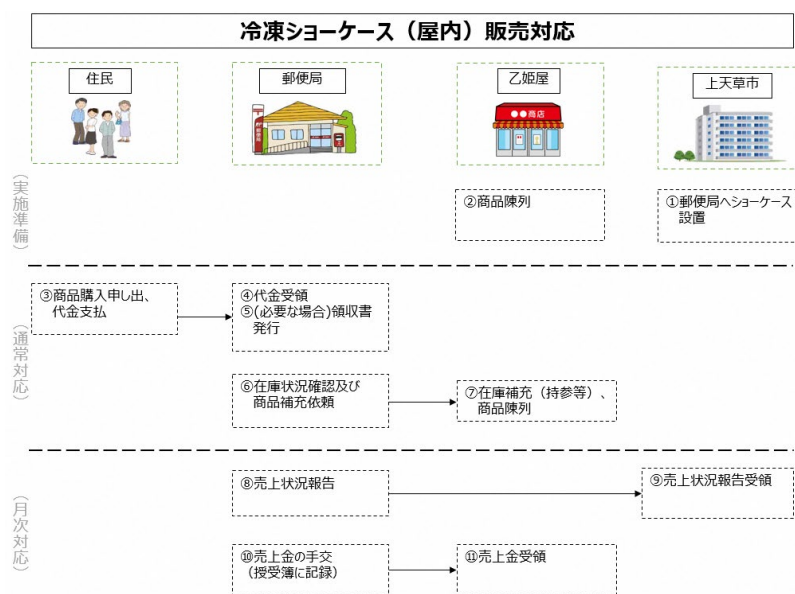 冷凍ショーケース（屋内）販売対応
住民
郵便局
乙姫屋
上天草市
●●商店
（実施準備）
②商品陳列
①郵便局へショーケース
設置
（通常対応）
③商品購入申し出、
代金支払
④代金受領
⑤(必要な場合)領収書
発行
⑥在庫状況確認及び
商品補充依頼
⑦在庫補充（持参等）、
商品陳列
（月次対応）
⑧売上状況報告
⑨売上状況報告受領
⑩売上金の手交
（授受簿に記録）
⑪売上金受領